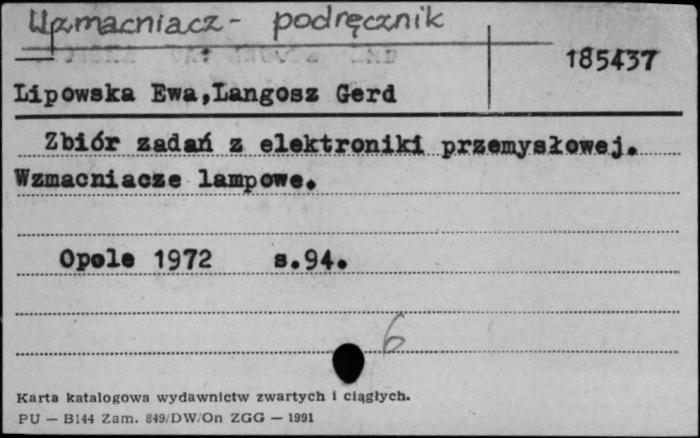 Wzmacniacz - podręcznik
185437
Lipowska Ewa,Langosz Gerd
Zbiór zadań z elektroniki przemysłowej.
Wzmacniacze lampowe.
Opole 1972 s.94.
6
Karta katalogowa wydawnictw zwartych i ciągłych.
PU — B144 Zam. 849/DW/On ZGG — 1991